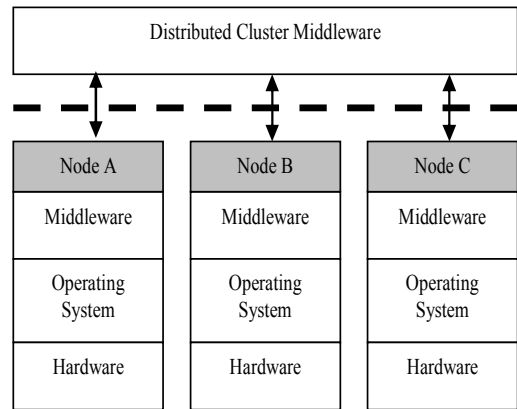 Distributed Cluster Middleware
Node A
Middleware
Operating
System
Hardware
Node B
Middleware
Operating
System
Hardware
Node C
Middleware
Operating
System
Hardware